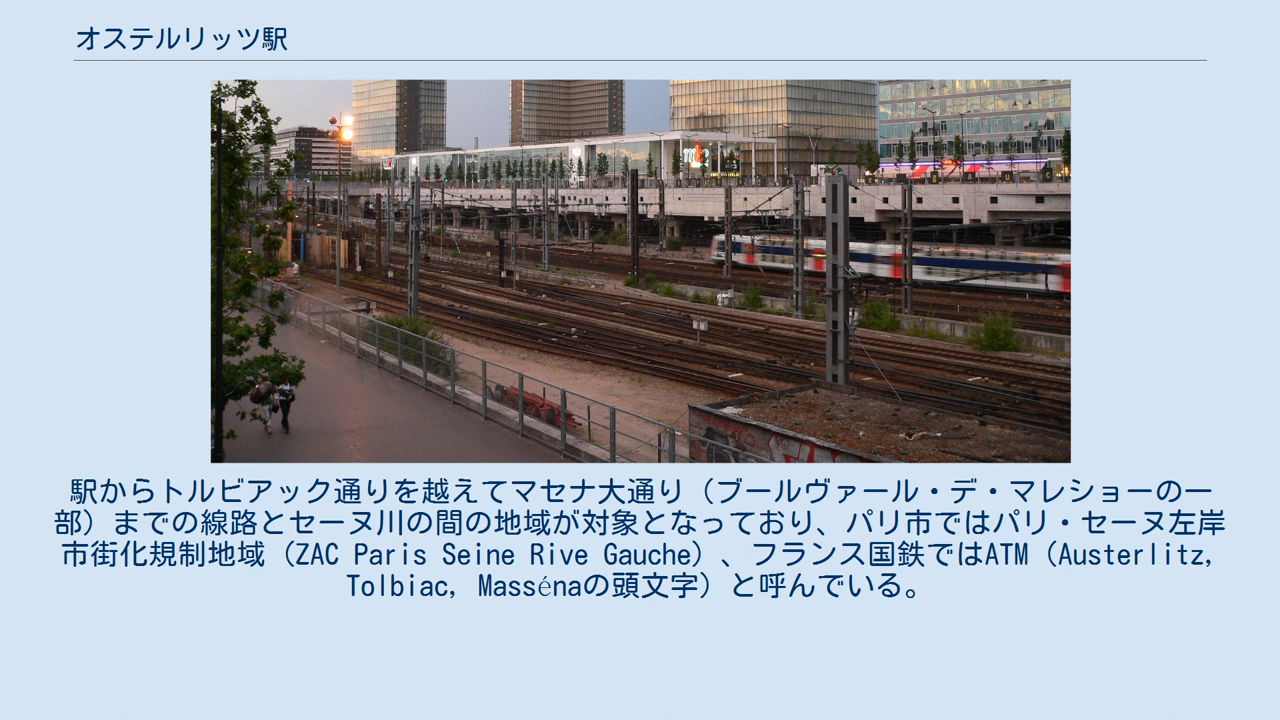 オステルリッツ駅
mk2
駅からトルビアック通りを越えてマセナ大通り（ブールヴァール・デ・マレショーの一
部）までの線路とセーヌ川の間の地域が対象となっており、パリ市ではパリ・セーヌ左岸
市街化規制地域（ZAC Paris Seine Rive Gauche）、フランス国鉄ではATM（Austerlitz,
Tolbiac, Massénaの頭文字）と呼んでいる。